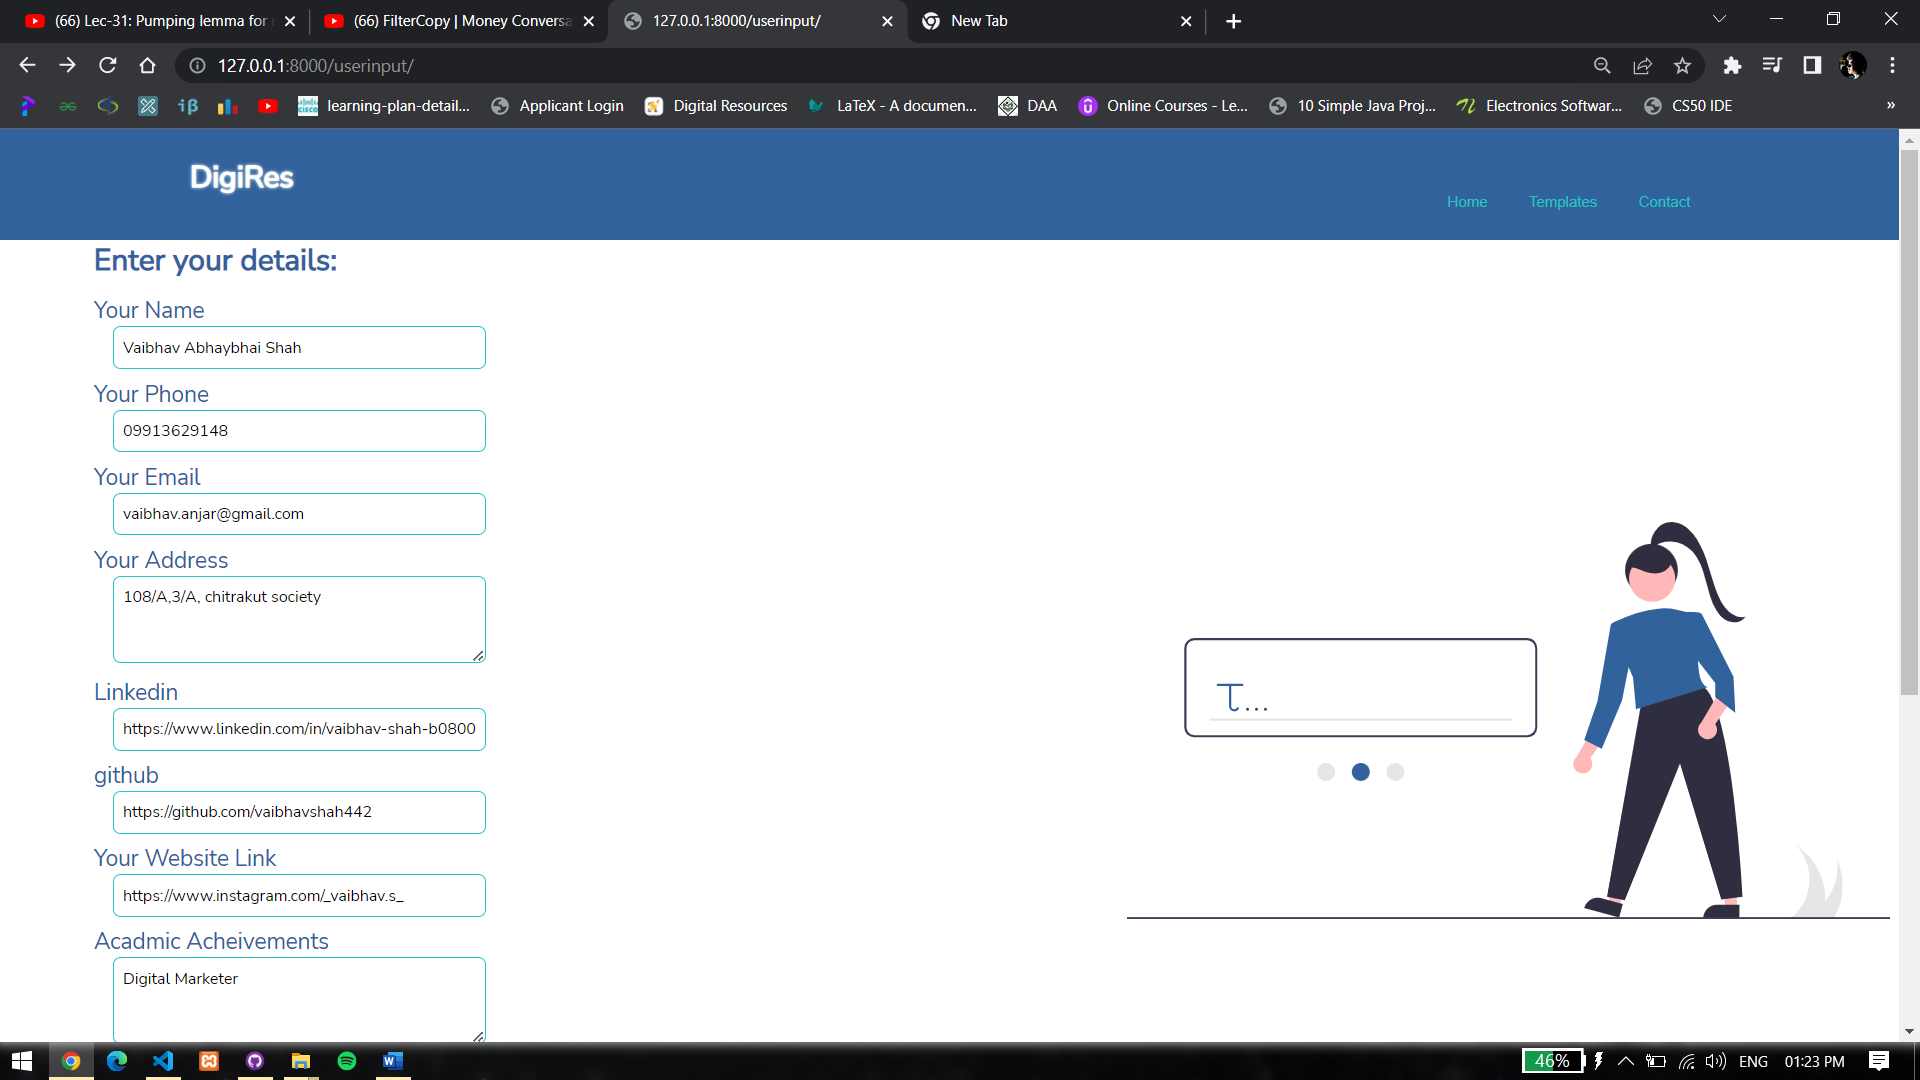 (66) Lec-31: Pumping lemma for
(66) FilterCopy | Money Conversa
127.0.0.1:8000/userinput/
New Tab
127.0.0.1:8000/userinput/
learning-plan-detail...
Applicant Login
Digital Resources
LaTeX - A documen...
DAA
Online Courses - Le...
10 Simple Java Proj...
Electronics Softwar...
CS50 IDE
»
DigiRes
Home
Templates
Contact
Enter your details:
Your Name
Vaibhav Abhaybhai Shah
Your Phone
09913629148
Your Email
vaibhav.anjar@gmail.com
Your Address
108/A,3/A, chitrakut society
Linkedin
https://www.linkedin.com/in/vaibhav-shah-b0800
github
https://github.com/vaibhavshah442
Your Website Link
https://www.instagram.com/_vaibhav.s_
Acadmic Acheivements
Digital Marketer
46%
ENG
01:23 PM